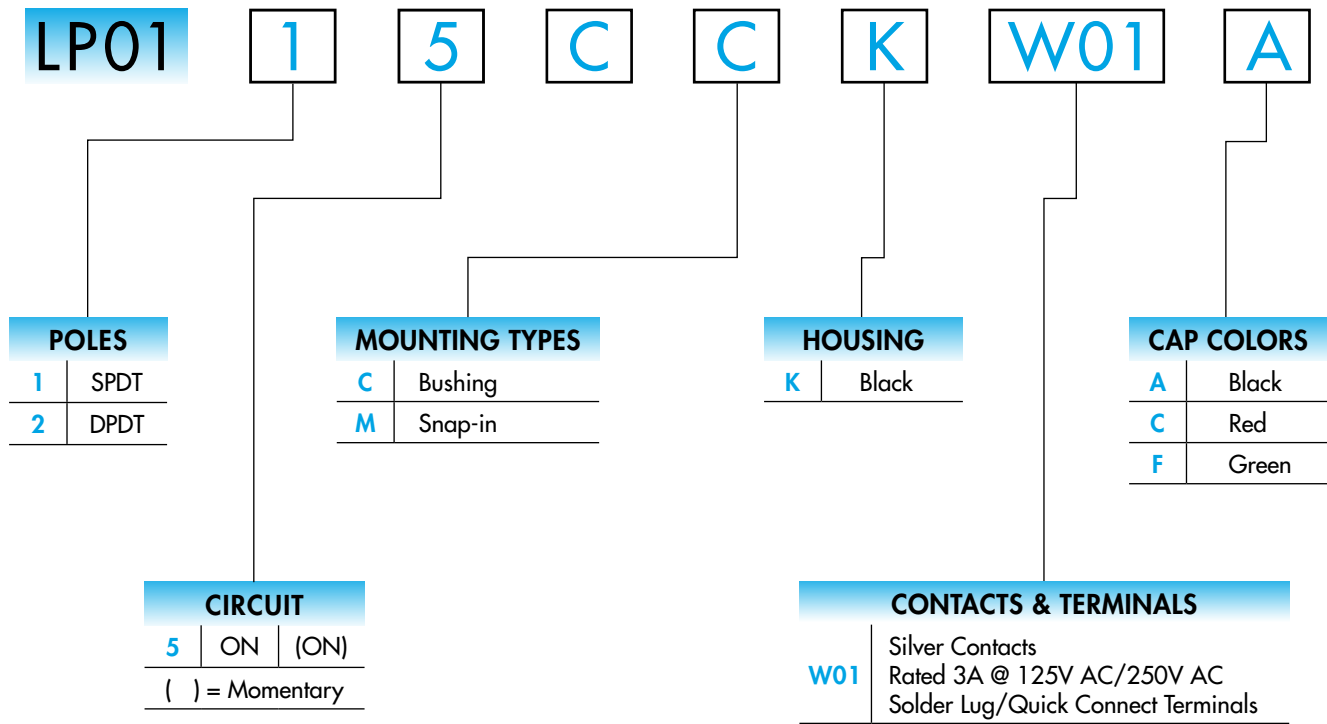 LP01 1 5 C C K W01 A
POLES
1 SPDT
2 DPDT
MOUNTING TYPES
C Bushing
M Snap-in
HOUSING
K Black
CAP COLORS
A Black
C Red
F Green
CIRCUIT
5 ON (ON)
( ) = Momentary
CONTACTS & TERMINALS
Silver Contacts
W01 Rated 3A @ 125V AC/250V AC
Solder Lug/Quick Connect Terminals